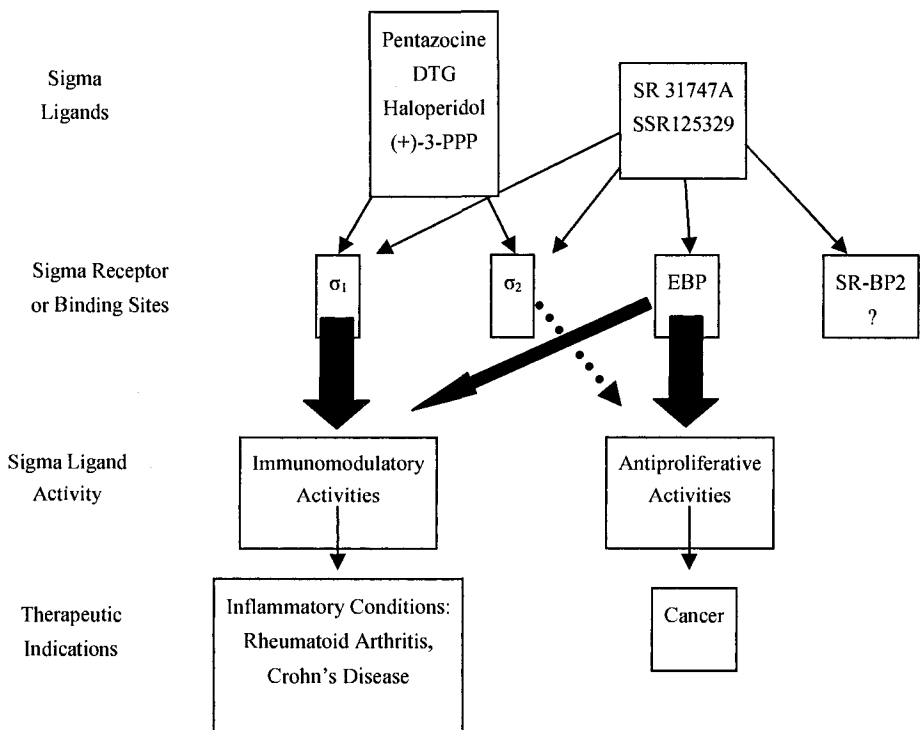 Sigma
Ligands
Pentazocine
DTG
Haloperidol
(+)-3-PPP
SR 31747A
SSR125329
Sigma Receptor
or Binding Sites
σ₁
σ₂
EBP
SR-BP2
?
Sigma Ligand
Activity
Immunomodulatory
Activities
Antiproliferative
Activities
Therapeutic
Indications
Inflammatory Conditions:
Rheumatoid Arthritis,
Crohn's Disease
Cancer